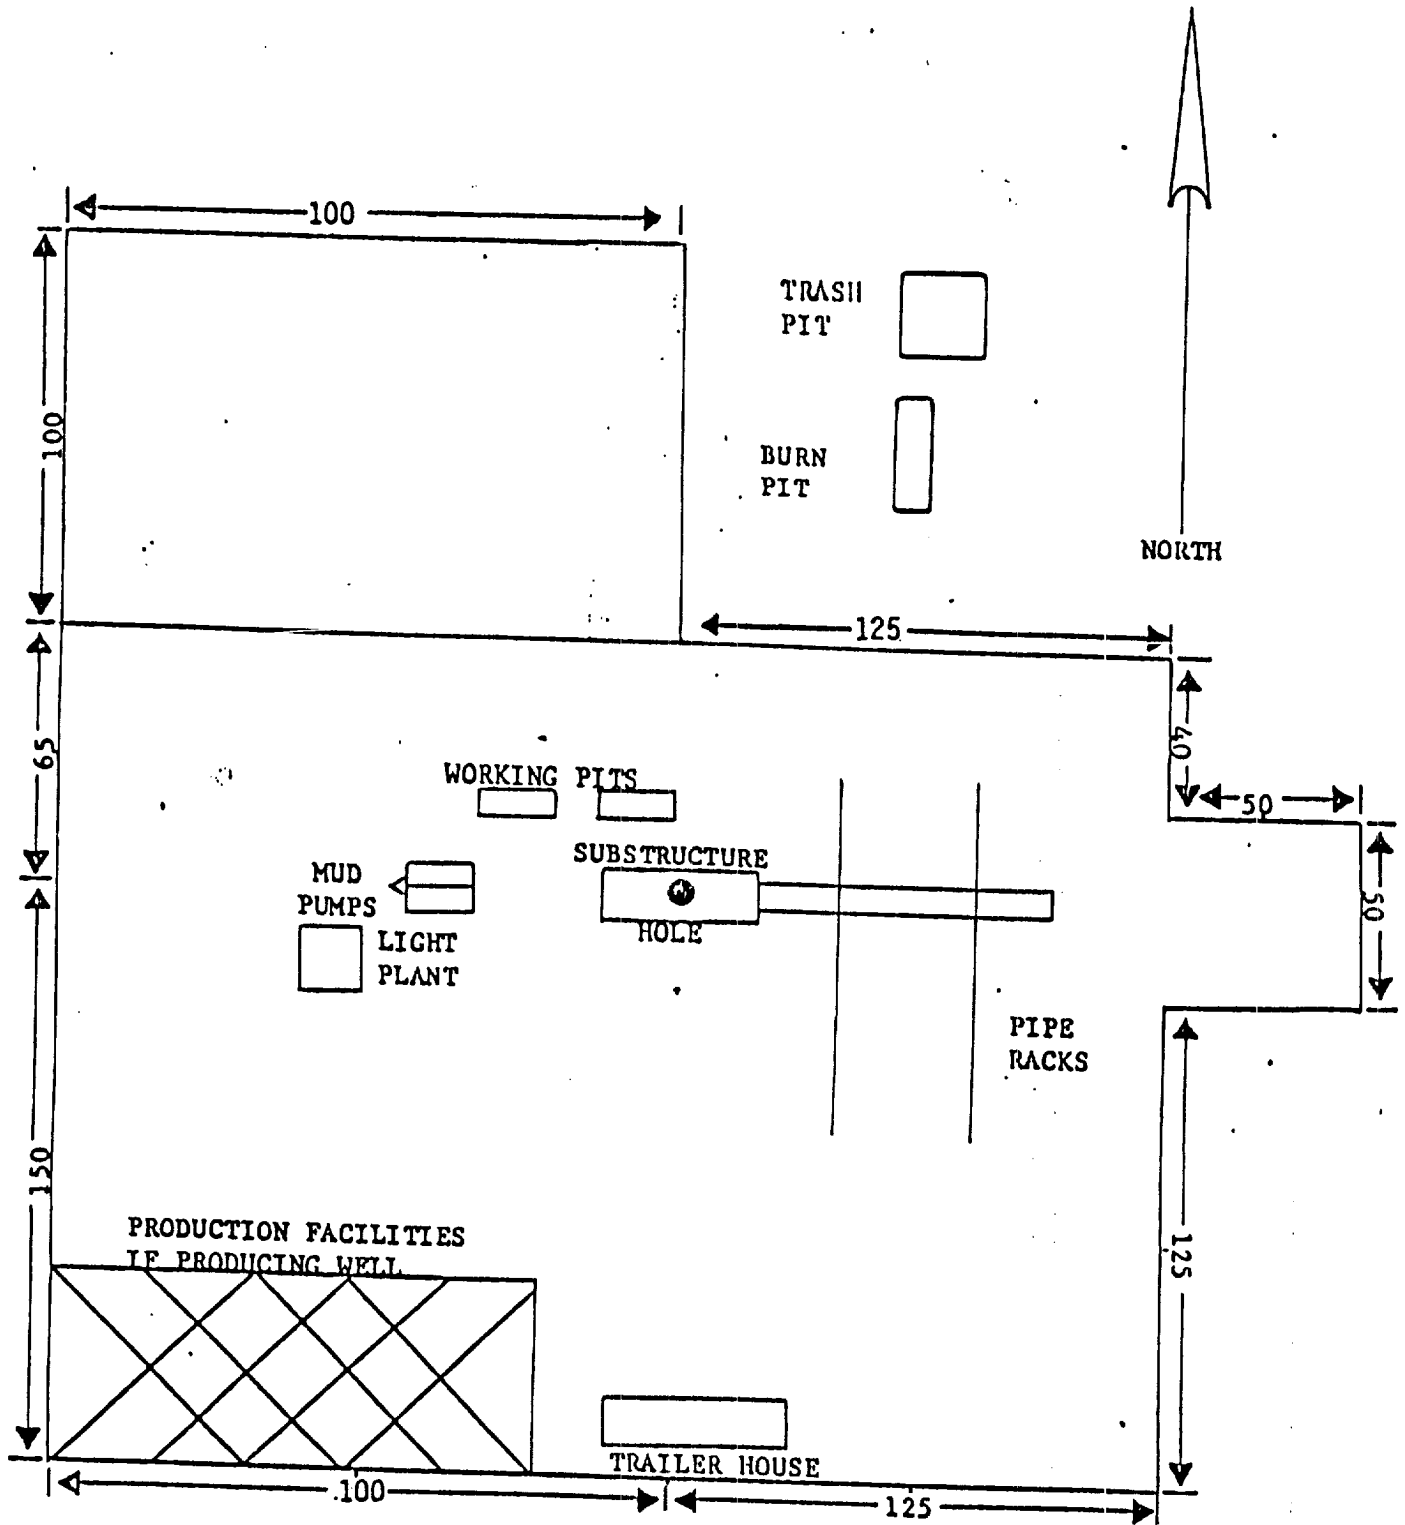 100
TRASH
PIT
100
BURN
PIT
NORTH
125
65
40
WORKING PITS
50
SUBSTRUCTURE
MUD
PUMPS
HOLE
50
LIGHT
PLANT
PIPE
RACKS
150
PRODUCTION FACILITIES
IF PRODUCING WELL
125
TRAILER HOUSE
100
125